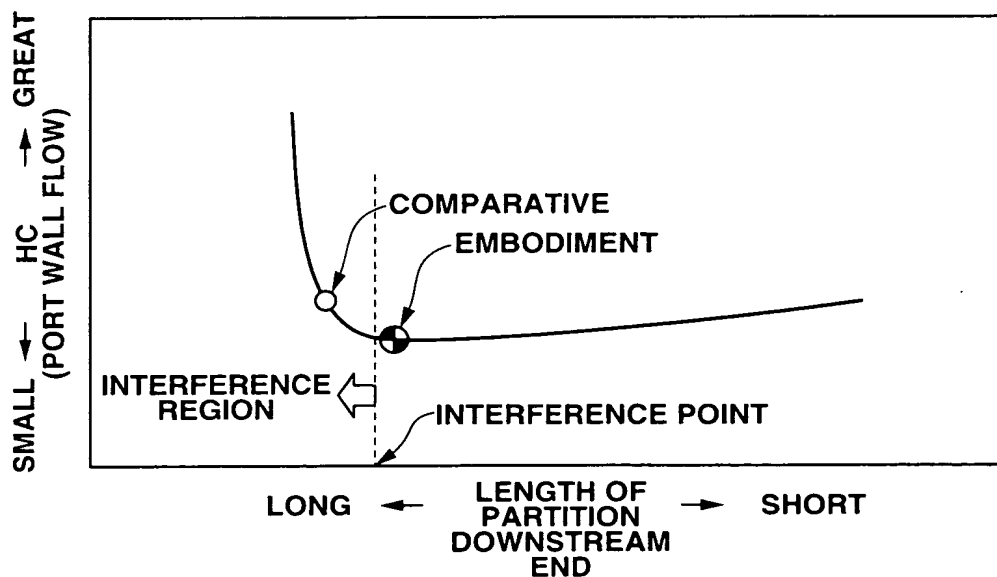 SMALL ← HC → GREAT
(PORT WALL FLOW)
COMPARATIVE
EMBODIMENT
INTERFERENCE
REGION
INTERFERENCE POINT
LONG ← LENGTH OF → SHORT
PARTITION
DOWNSTREAM
END